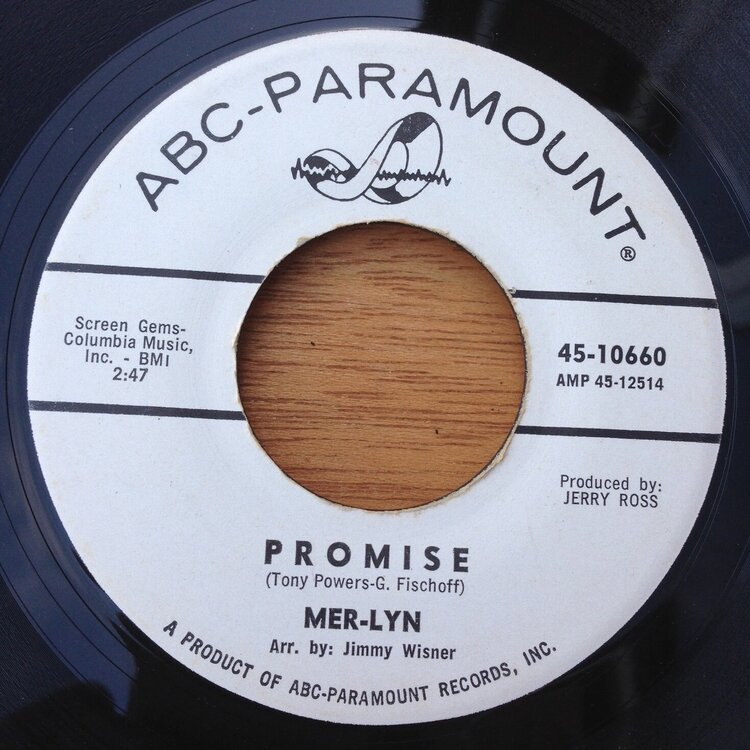 ABC-PARAMOUNT®
Screen Gems-
Columbia Music,
Inc. - BMI
2:47
45-10660
AMP 45-12514
Produced by:
JERRY ROSS
PROMISE
(Tony Powers-G. Fischoff)
MER-LYN
Arr. by: Jimmy Wisner
A PRODUCT OF ABC-PARAMOUNT RECORDS, INC.